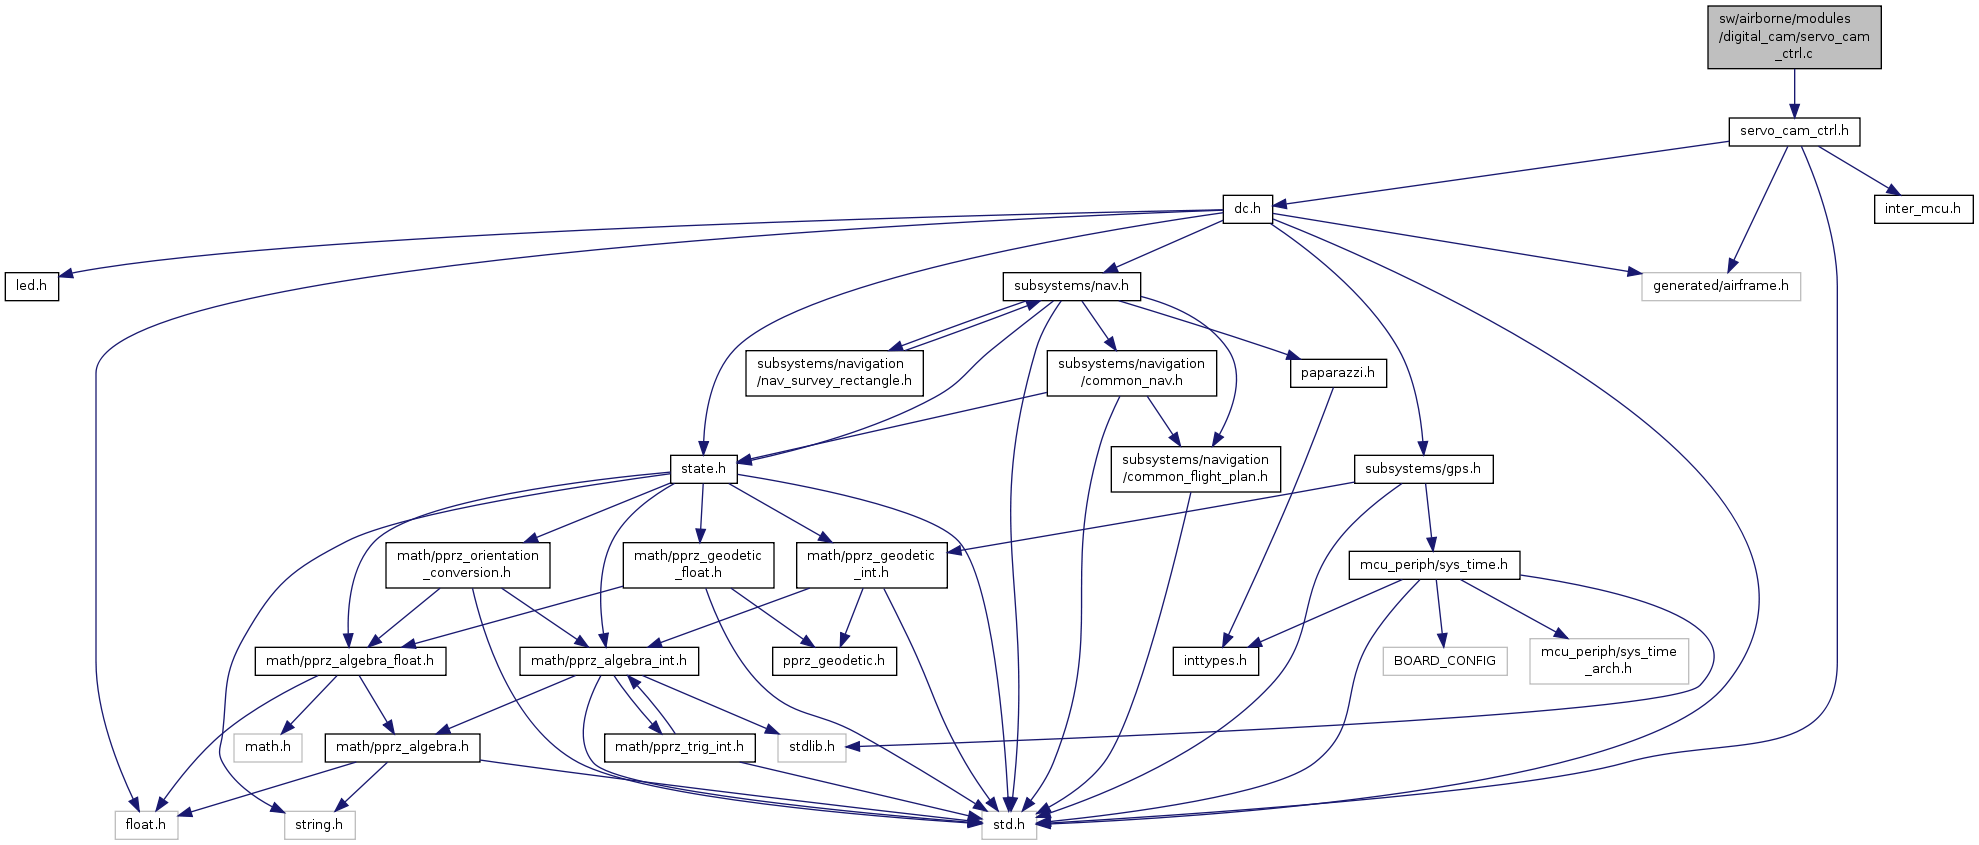 sw/airborne/modules
/digital_cam/servo_cam
_ctrl.c
servo_cam_ctrl.h
dc.h
inter_mcu.h
led.h
subsystems/nav.h
generated/airframe.h
subsystems/navigation
/nav_survey_rectangle.h
subsystems/navigation
/common_nav.h
paparazzi.h
state.h
subsystems/navigation
/common_flight_plan.h
subsystems/gps.h
math/pprz_orientation
_conversion.h
math/pprz_geodetic
_float.h
math/pprz_geodetic
_int.h
mcu_periph/sys_time.h
math/pprz_algebra_float.h
math/pprz_algebra_int.h
pprz_geodetic.h
inttypes.h
BOARD_CONFIG
mcu_periph/sys_time
_arch.h
math.h
math/pprz_algebra.h
math/pprz_trig_int.h
stdlib.h
float.h
string.h
std.h